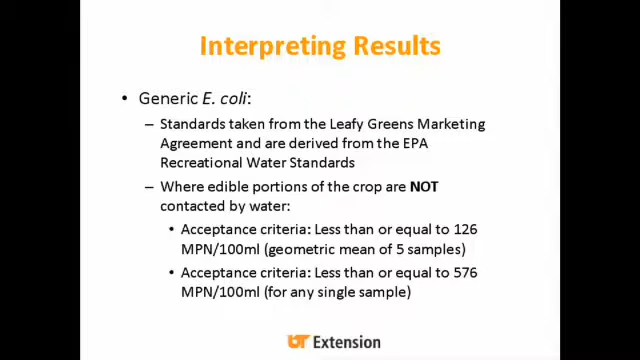 Interpreting Results
• Generic E. coli:
– Standards taken from the Leafy Greens Marketing
Agreement and are derived from the EPA
Recreational Water Standards
– Where edible portions of the crop are NOT
contacted by water:
• Acceptance criteria: Less than or equal to 126
MPN/100ml (geometric mean of 5 samples)
• Acceptance criteria: Less than or equal to 576
MPN/100ml (for any single sample)
UT Extension